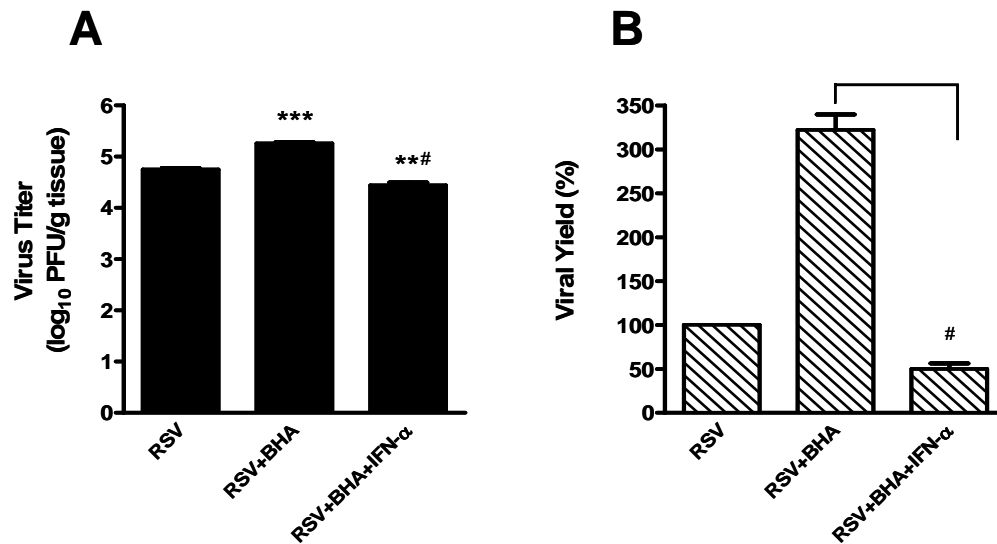 A
Virus Titer
(log10 PFU/g tissue)
6
5
4
3
2
1
0
***
**#
RSV
RSV+BHA
RSV+BHA+IFN-α
B
Viral Yield (%)
350
300
250
200
150
100
50
0
#
RSV
RSV+BHA
RSV+BHA+IFN-α